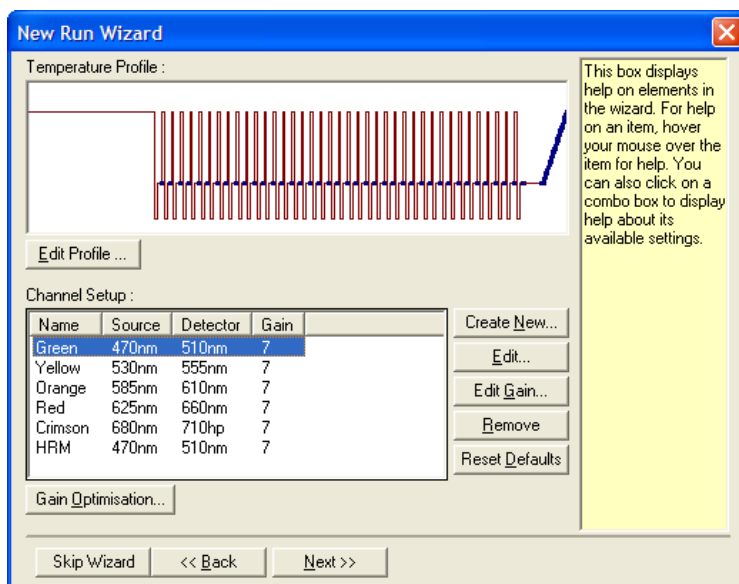 New Run Wizard
Temperature Profile :
This box displays
help on elements in
the wizard. For help
on an item, hover
your mouse over the
item for help. You
can also click on a
combo box to display
help about its
available settings.
Edit Profile ...
Channel Setup :
Name Source Detector Gain
Green 470nm 510nm 7
Yellow 530nm 555nm 7
Orange 585nm 610nm 7
Red 625nm 660nm 7
Crimson 680nm 710hp 7
HRM 470nm 510nm 7
Create New...
Edit...
Edit Gain...
Remove
Reset Defaults
Gain Optimisation...
Skip Wizard << Back Next >>